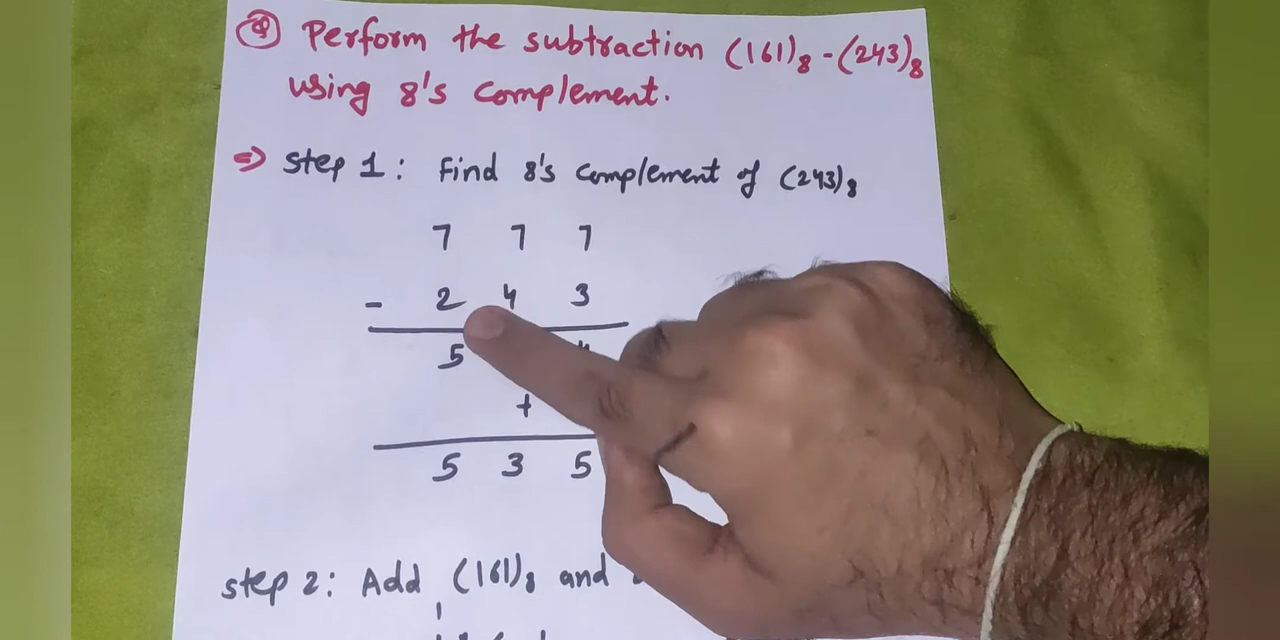 Q Perform the subtraction (161)8 - (243)8
using 8's complement.
⇒ Step 1: Find 8's complement of (243)8
7 7 7
- 2 4 3
5
+
5 3 5
Step 2: Add (161)8 and